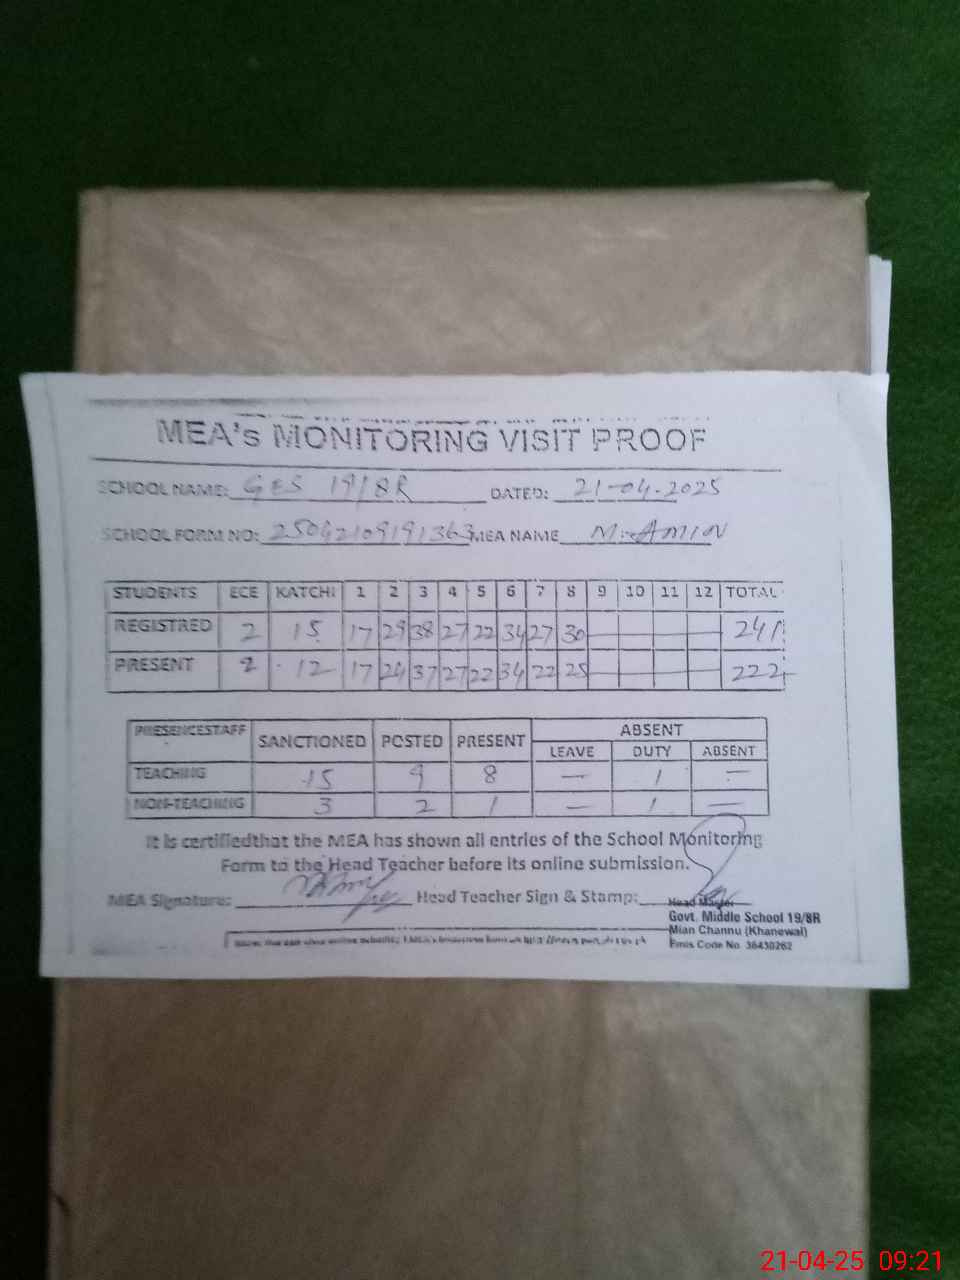 MEA's MONITORING VISIT PROOF
SCHOOL NAME: GES 19/8R DATED: 21-04-2025
SCHOOL FORM NO: 25042109191363 MEA NAME M. AMIN
STUDENTS ECE KATCHI 1 2 3 4 5 6 7 8 9 10 11 12 TOTAL
REGISTRED 2 15 17 29 38 27 22 34 27 30 241
PRESENT 2 12 17 24 37 27 22 34 22 25 222
PRESENCESTAFF SANCTIONED POSTED PRESENT ABSENT
LEAVE DUTY ABSENT
TEACHING 15 9 8 — 1 —
NON-TEACHING 3 2 1 — 1 —
It is certifiedthat the MEA has shown all entries of the School Monitoring
Form to the Head Teacher before its online submission.
MEA Signature: Head Teacher Sign & Stamp:
Head Master
Govt. Middle School 19/8R
Mian Channu (Khanewal)
Emis Code No. 36430262
21-04-25 09:21